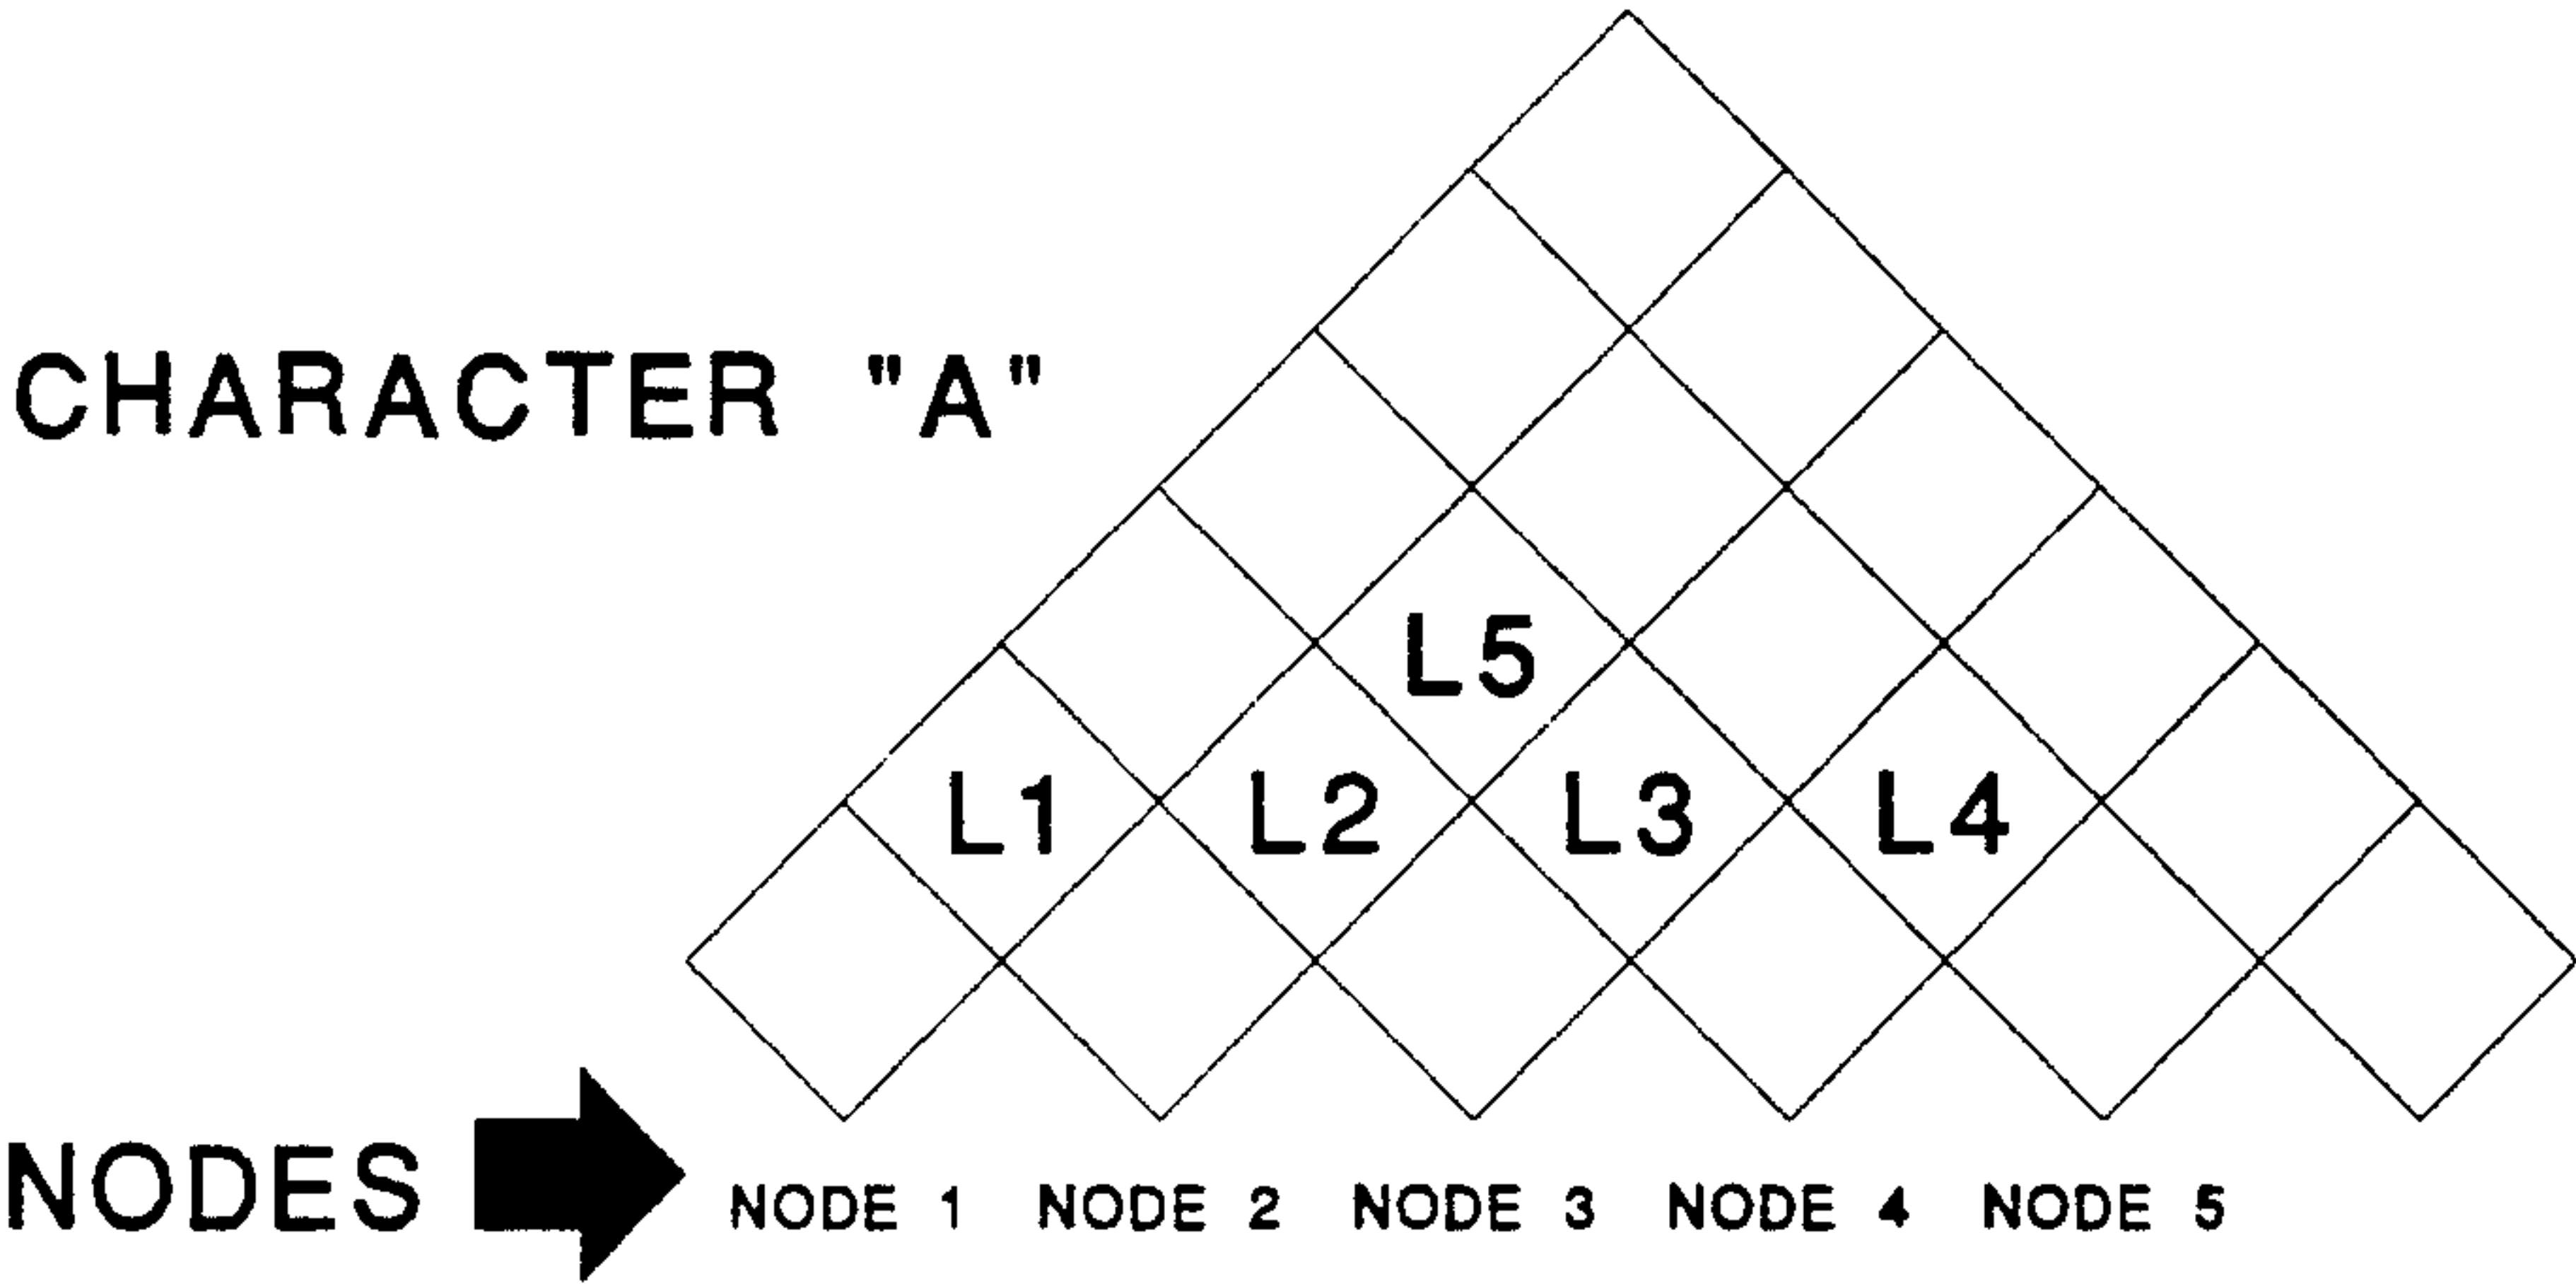 CHARACTER "A"
L5
L1 L2 L3 L4
NODES
NODE 1 NODE 2 NODE 3 NODE 4 NODE 5